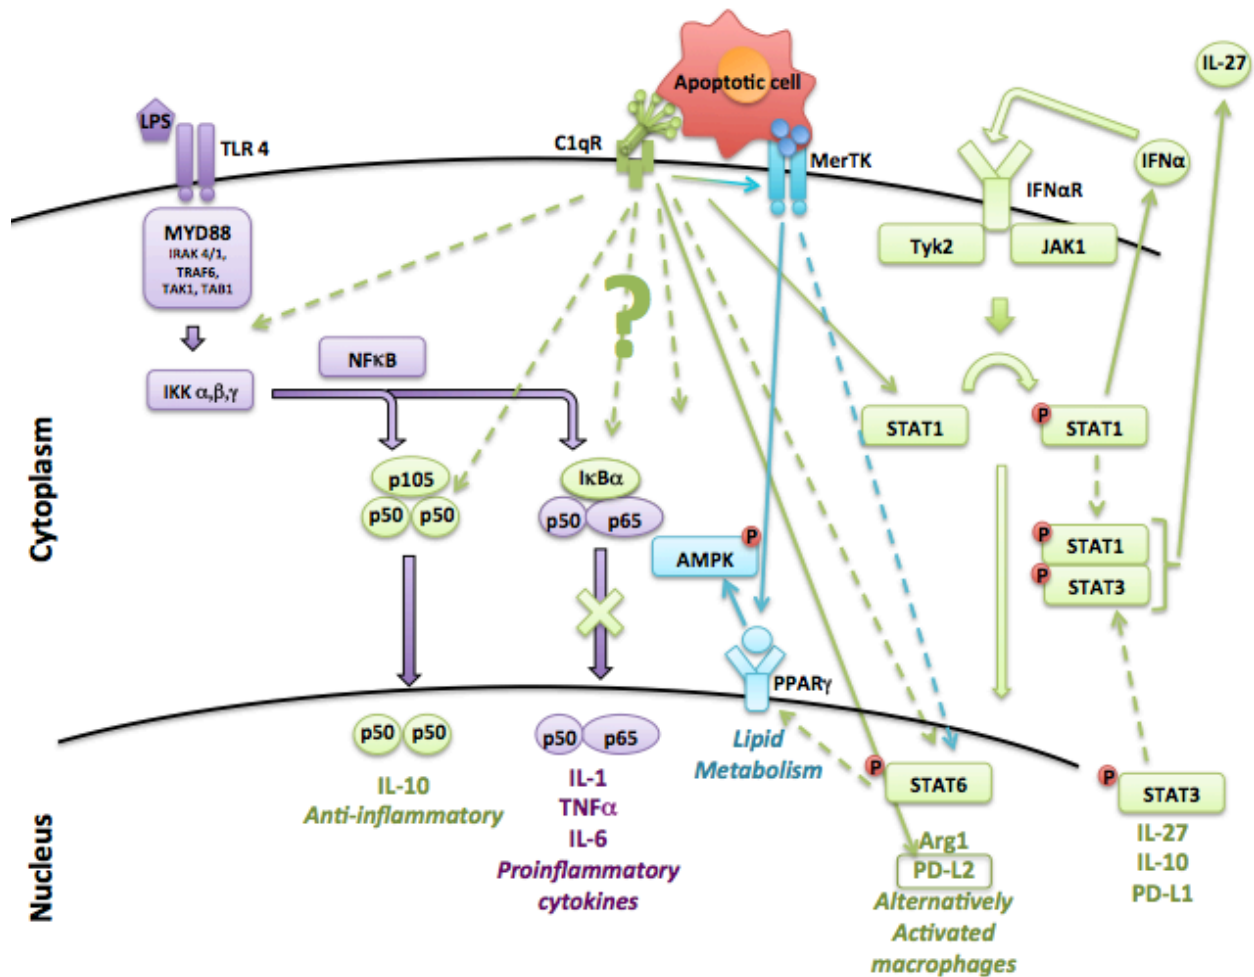 Apoptotic cell
IL-27
LPS
TLR 4
C1qR
MerTK
IFNα
IFNαR
MYD88
IRAK 4/1,
TRAF6,
TAK1, TAB1
Tyk2
JAK1
?
NFκB
IKK α,β,γ
STAT1
P
STAT1
p105
p50
p50
IκBα
p50
p65
P
STAT1
P
STAT3
P
AMPK
PPARγ
Cytoplasm
p50
p50
IL-10
Anti-inflammatory
p50
p65
IL-1
TNFα
IL-6
Proinflammatory
cytokines
Lipid
Metabolism
P
STAT6
Arg1
PD-L2
Alternatively
Activated
macrophages
P
STAT3
IL-27
IL-10
PD-L1
Nucleus